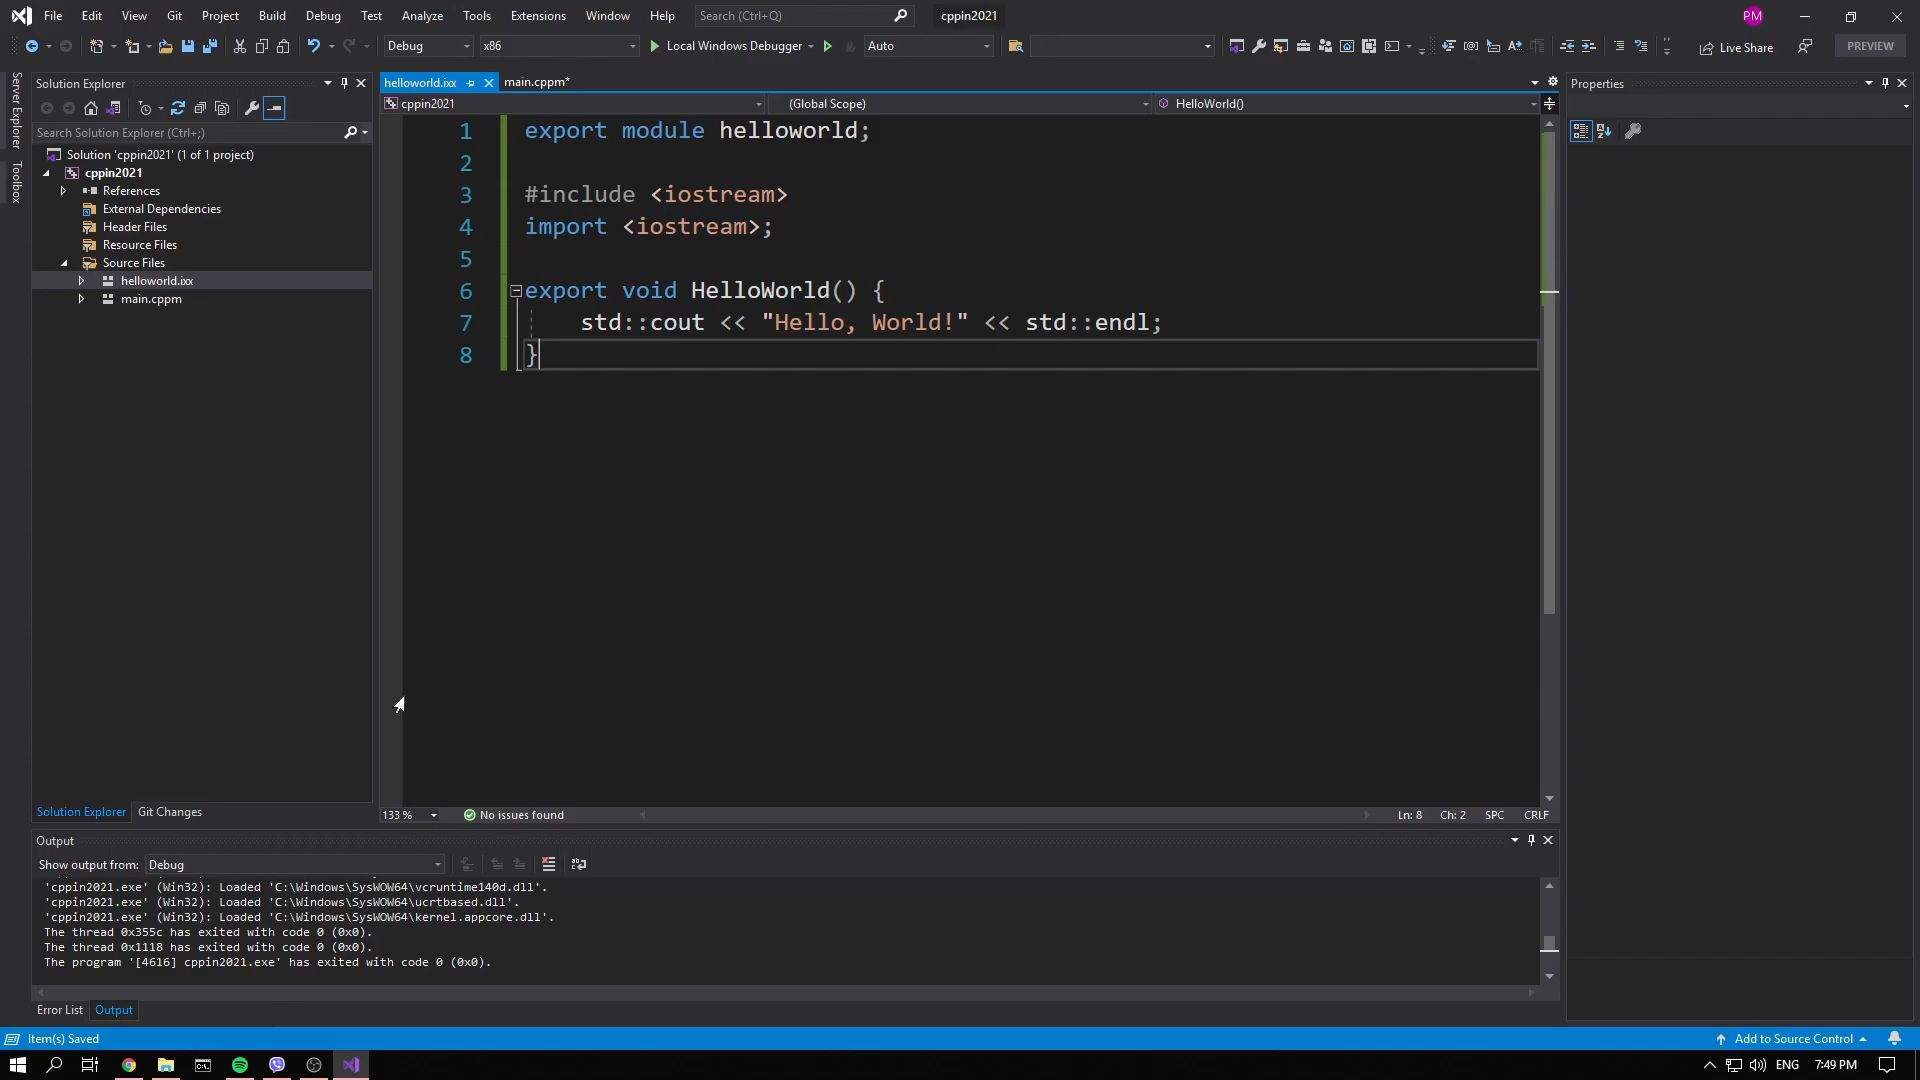 File Edit View Git Project Build Debug Test Analyze Tools Extensions Window Help Search (Ctrl+Q) cppin2021 PM
Debug x86 Local Windows Debugger Auto Live Share PREVIEW
Server Explorer
Toolbox
Solution Explorer
Search Solution Explorer (Ctrl+;)
Solution 'cppin2021' (1 of 1 project)
cppin2021
References
External Dependencies
Header Files
Resource Files
Source Files
helloworld.ixx
main.cppm
Solution Explorer Git Changes
helloworld.ixx main.cppm*
cppin2021 (Global Scope) HelloWorld()
1 export module helloworld;
2
3 #include <iostream>
4 import <iostream>;
5
6 export void HelloWorld() {
7 std::cout << "Hello, World!" << std::endl;
8 }
133 % No issues found Ln: 8 Ch: 2 SPC CRLF
Properties
Output
Show output from: Debug
'cppin2021.exe' (Win32): Loaded 'C:\Windows\SysWOW64\vcruntime140d.dll'.
'cppin2021.exe' (Win32): Loaded 'C:\Windows\SysWOW64\ucrtbased.dll'.
'cppin2021.exe' (Win32): Loaded 'C:\Windows\SysWOW64\kernel.appcore.dll'.
The thread 0x355c has exited with code 0 (0x0).
The thread 0x1118 has exited with code 0 (0x0).
The program '[4616] cppin2021.exe' has exited with code 0 (0x0).
Error List Output
Item(s) Saved Add to Source Control
ENG 7:49 PM